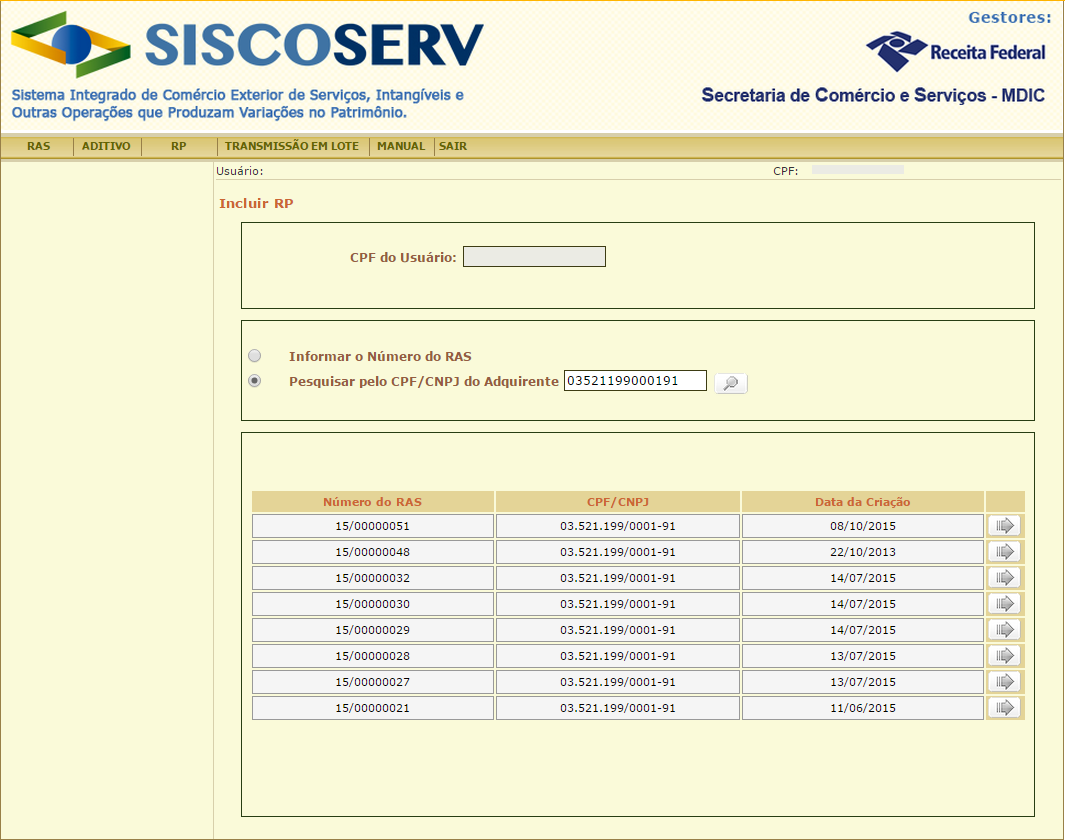 Gestores:
SISCOSERV
Receita Federal
Sistema Integrado de Comércio Exterior de Serviços, Intangíveis e
Outras Operações que Produzam Variações no Patrimônio.
Secretaria de Comércio e Serviços - MDIC
RAS ADITIVO RP TRANSMISSÃO EM LOTE MANUAL SAIR
Usuário: CPF:
Incluir RP
CPF do Usuário:
Informar o Número do RAS
Pesquisar pelo CPF/CNPJ do Adquirente 03521199000191
Número do RAS CPF/CNPJ Data da Criação
15/00000051 03.521.199/0001-91 08/10/2015
15/00000048 03.521.199/0001-91 22/10/2013
15/00000032 03.521.199/0001-91 14/07/2015
15/00000030 03.521.199/0001-91 14/07/2015
15/00000029 03.521.199/0001-91 14/07/2015
15/00000028 03.521.199/0001-91 13/07/2015
15/00000027 03.521.199/0001-91 13/07/2015
15/00000021 03.521.199/0001-91 11/06/2015